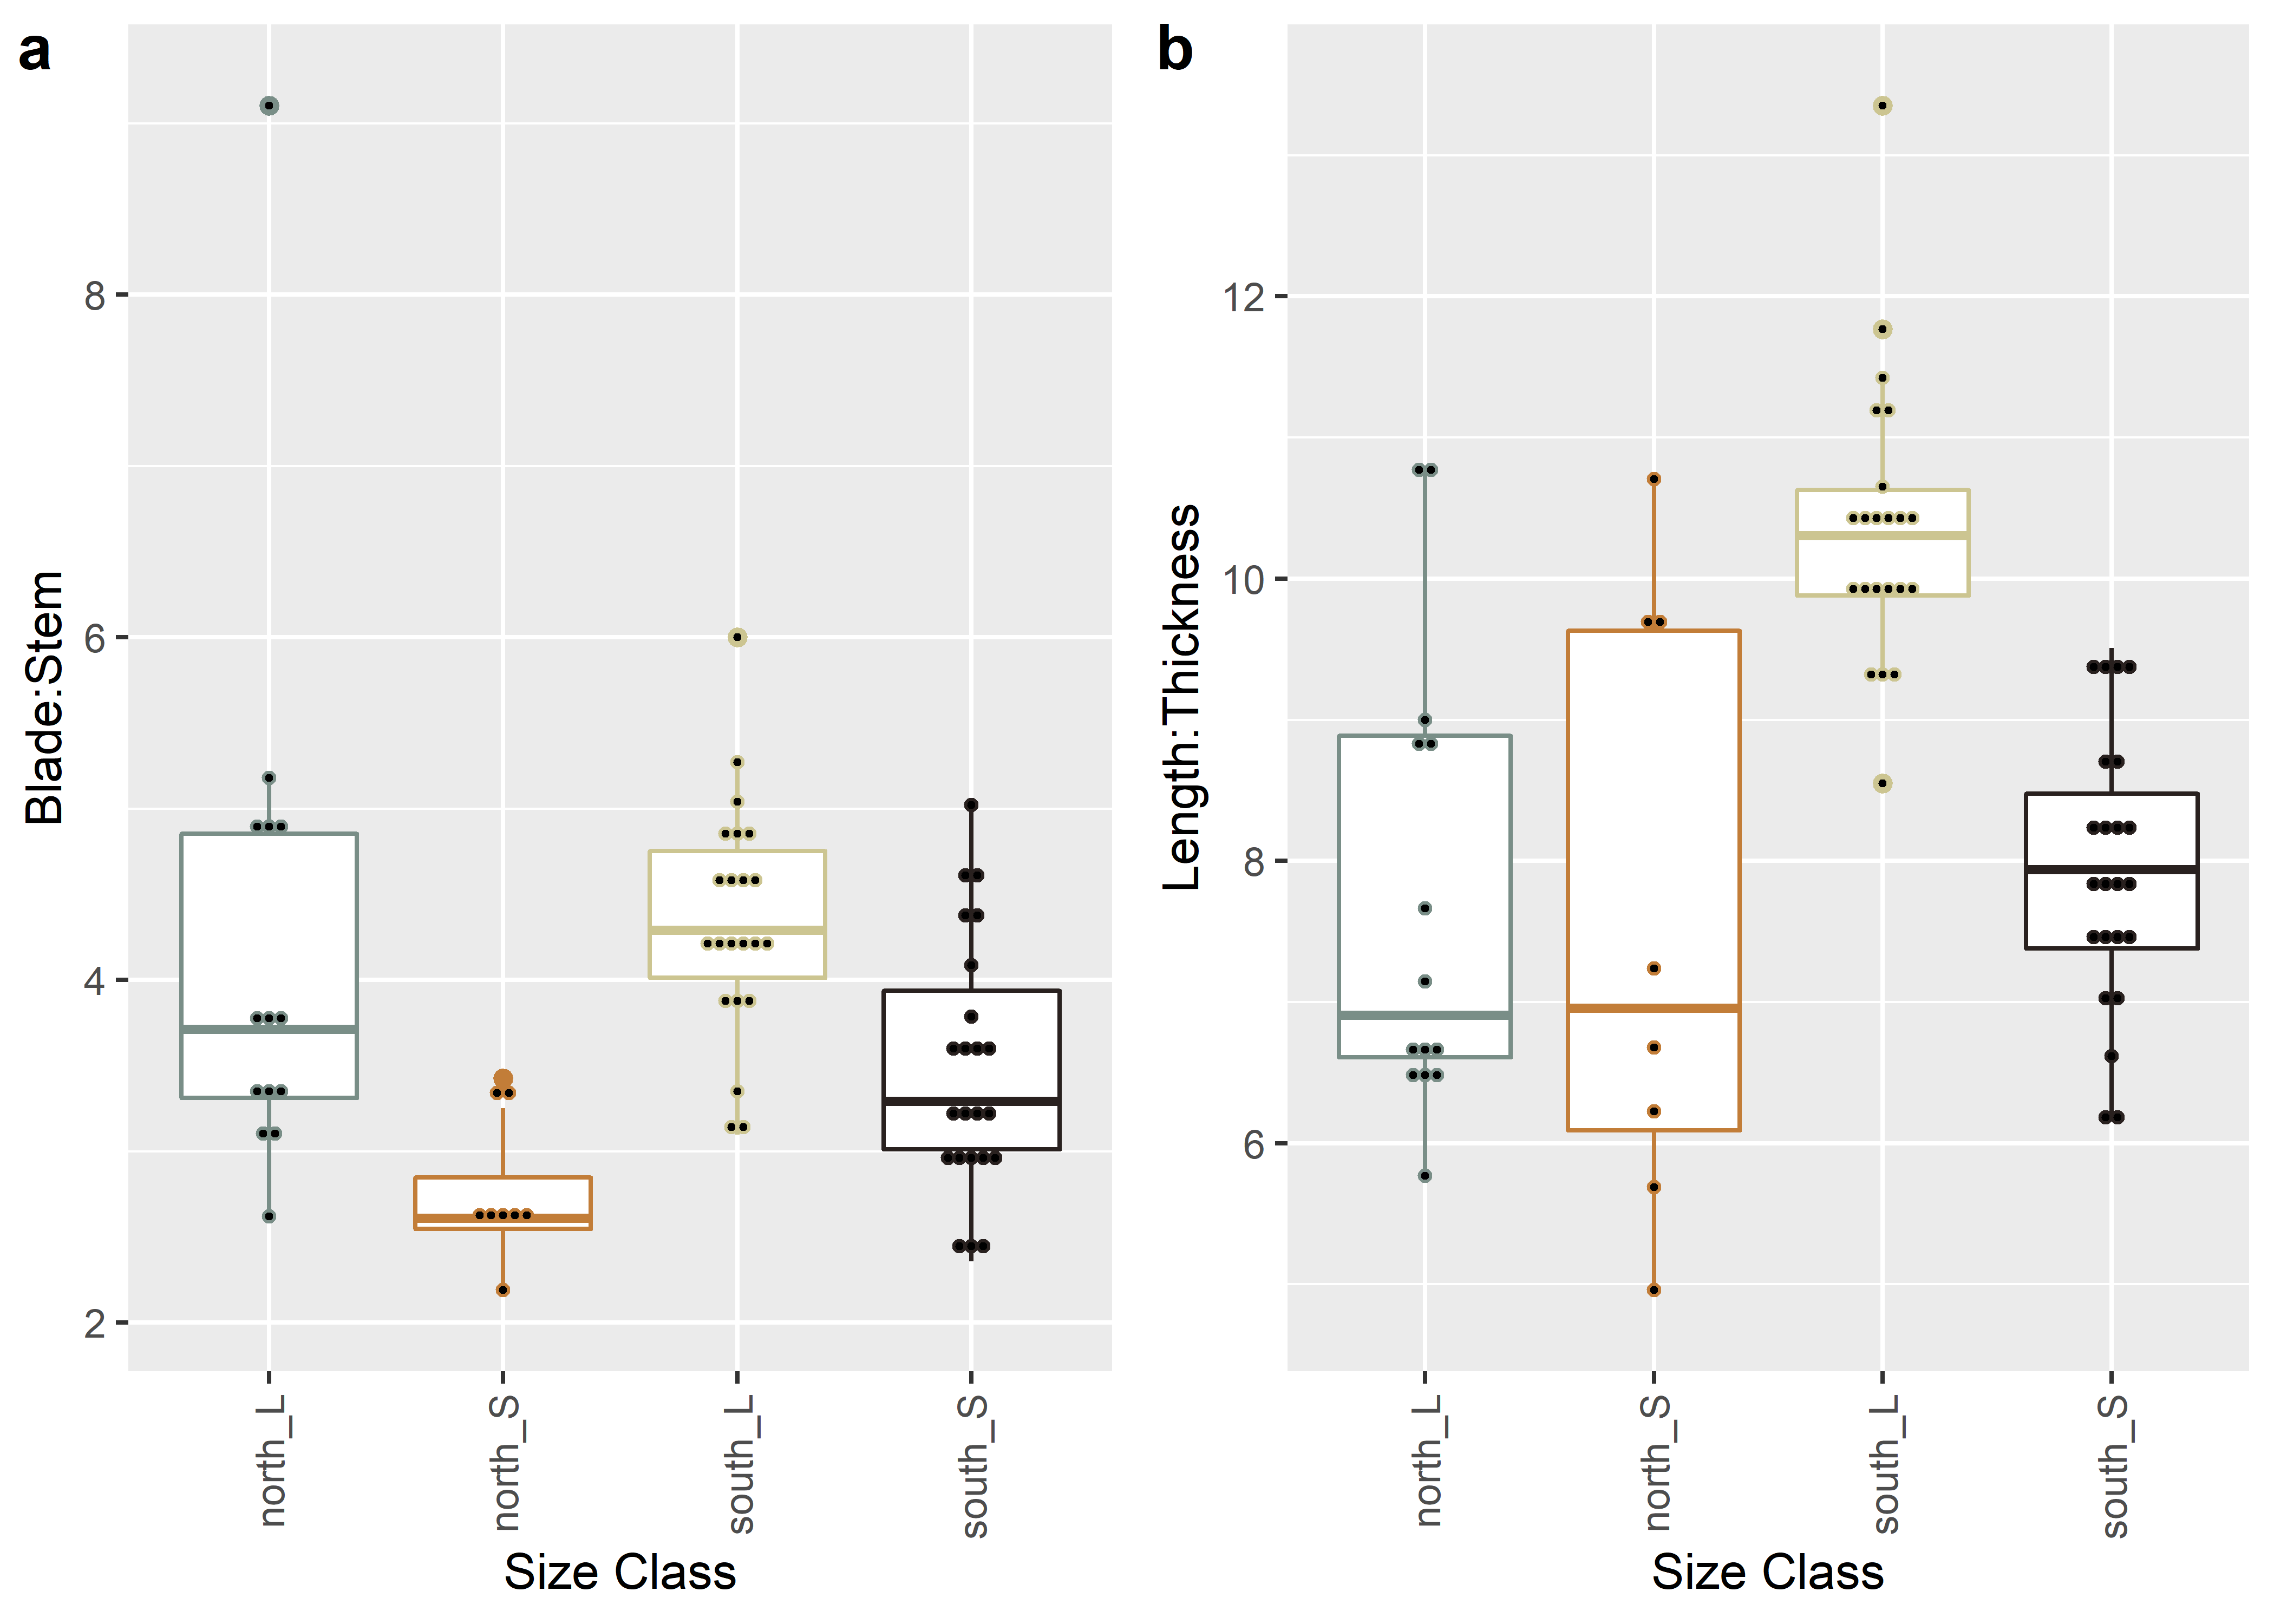 a
Blade:Stem
8
6
4
2
north_L
north_S
south_L
south_S
Size Class
b
Length:Thickness
12
10
8
6
north_L
north_S
south_L
south_S
Size Class